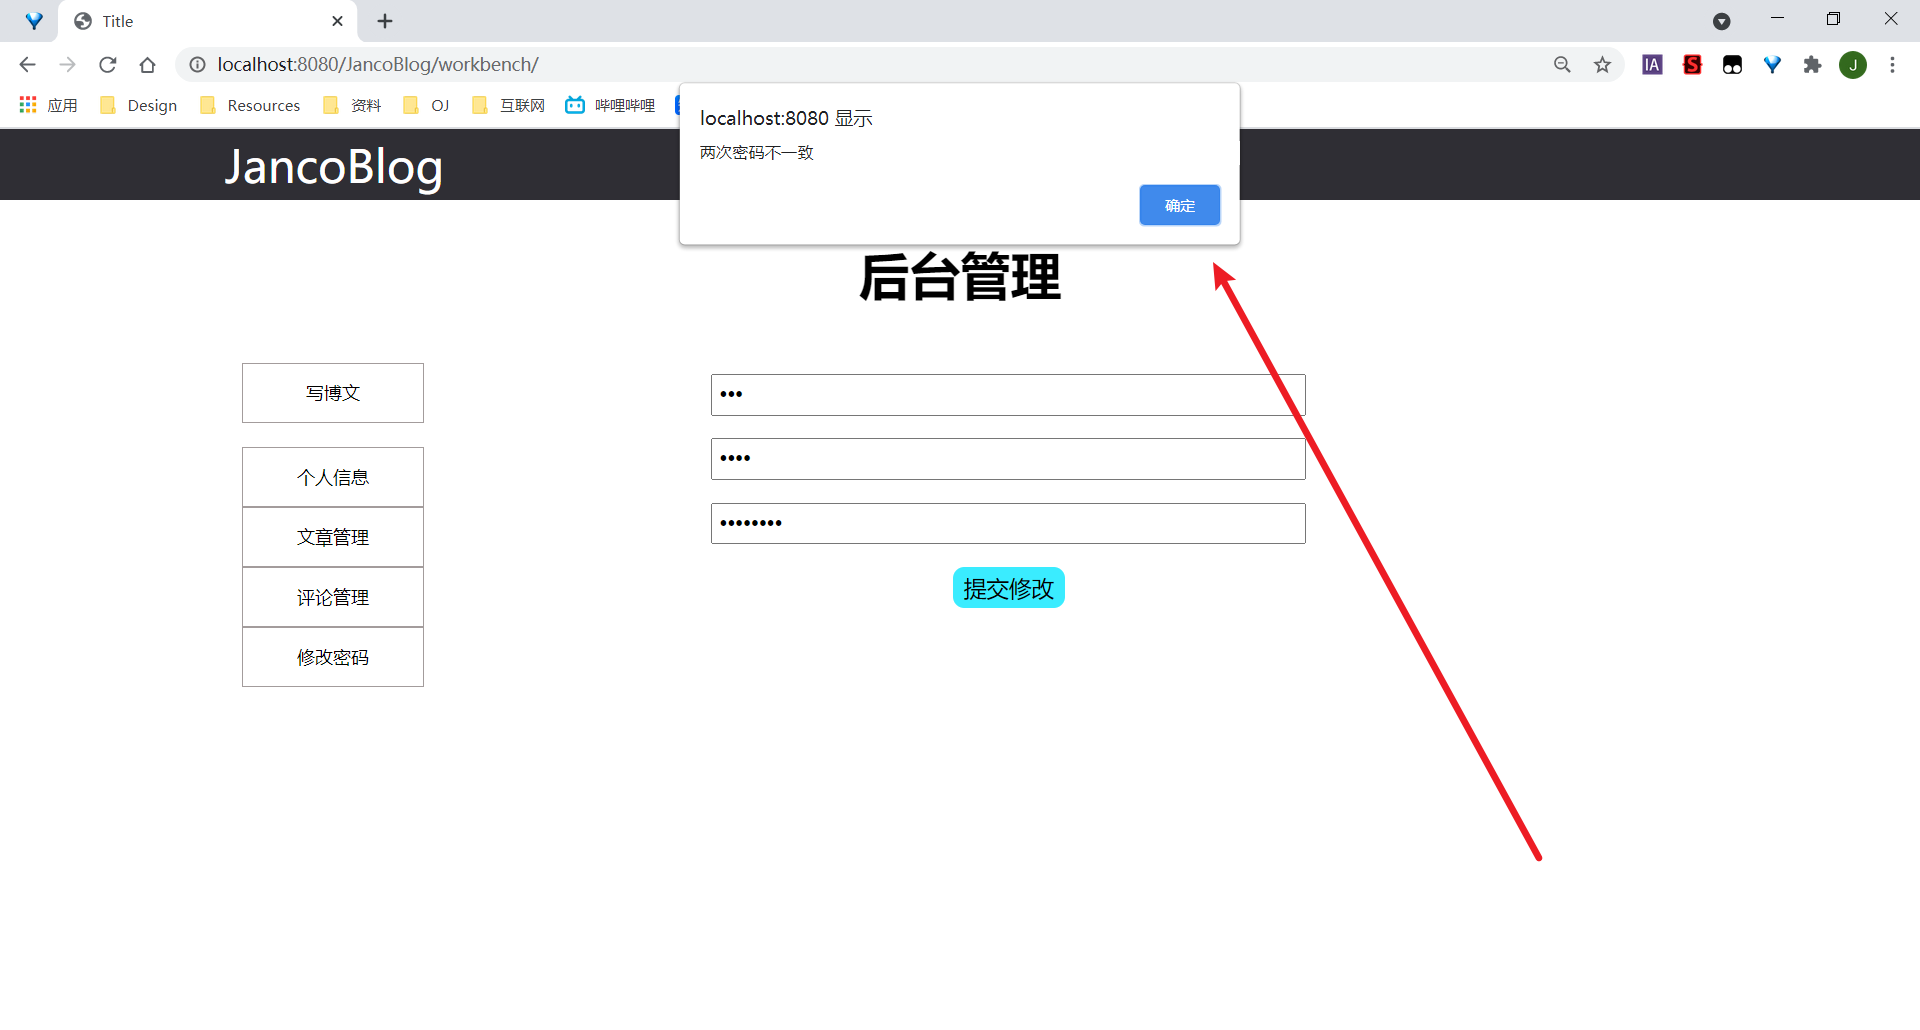 Title
localhost:8080/JancoBlog/workbench/
IA
S
J
应用
Design
Resources
资料
OJ
互联网
哔哩哔哩
localhost:8080 显示
两次密码不一致
确定
JancoBlog
后台管理
写博文
个人信息
文章管理
评论管理
修改密码
•••
••••
••••••••
提交修改